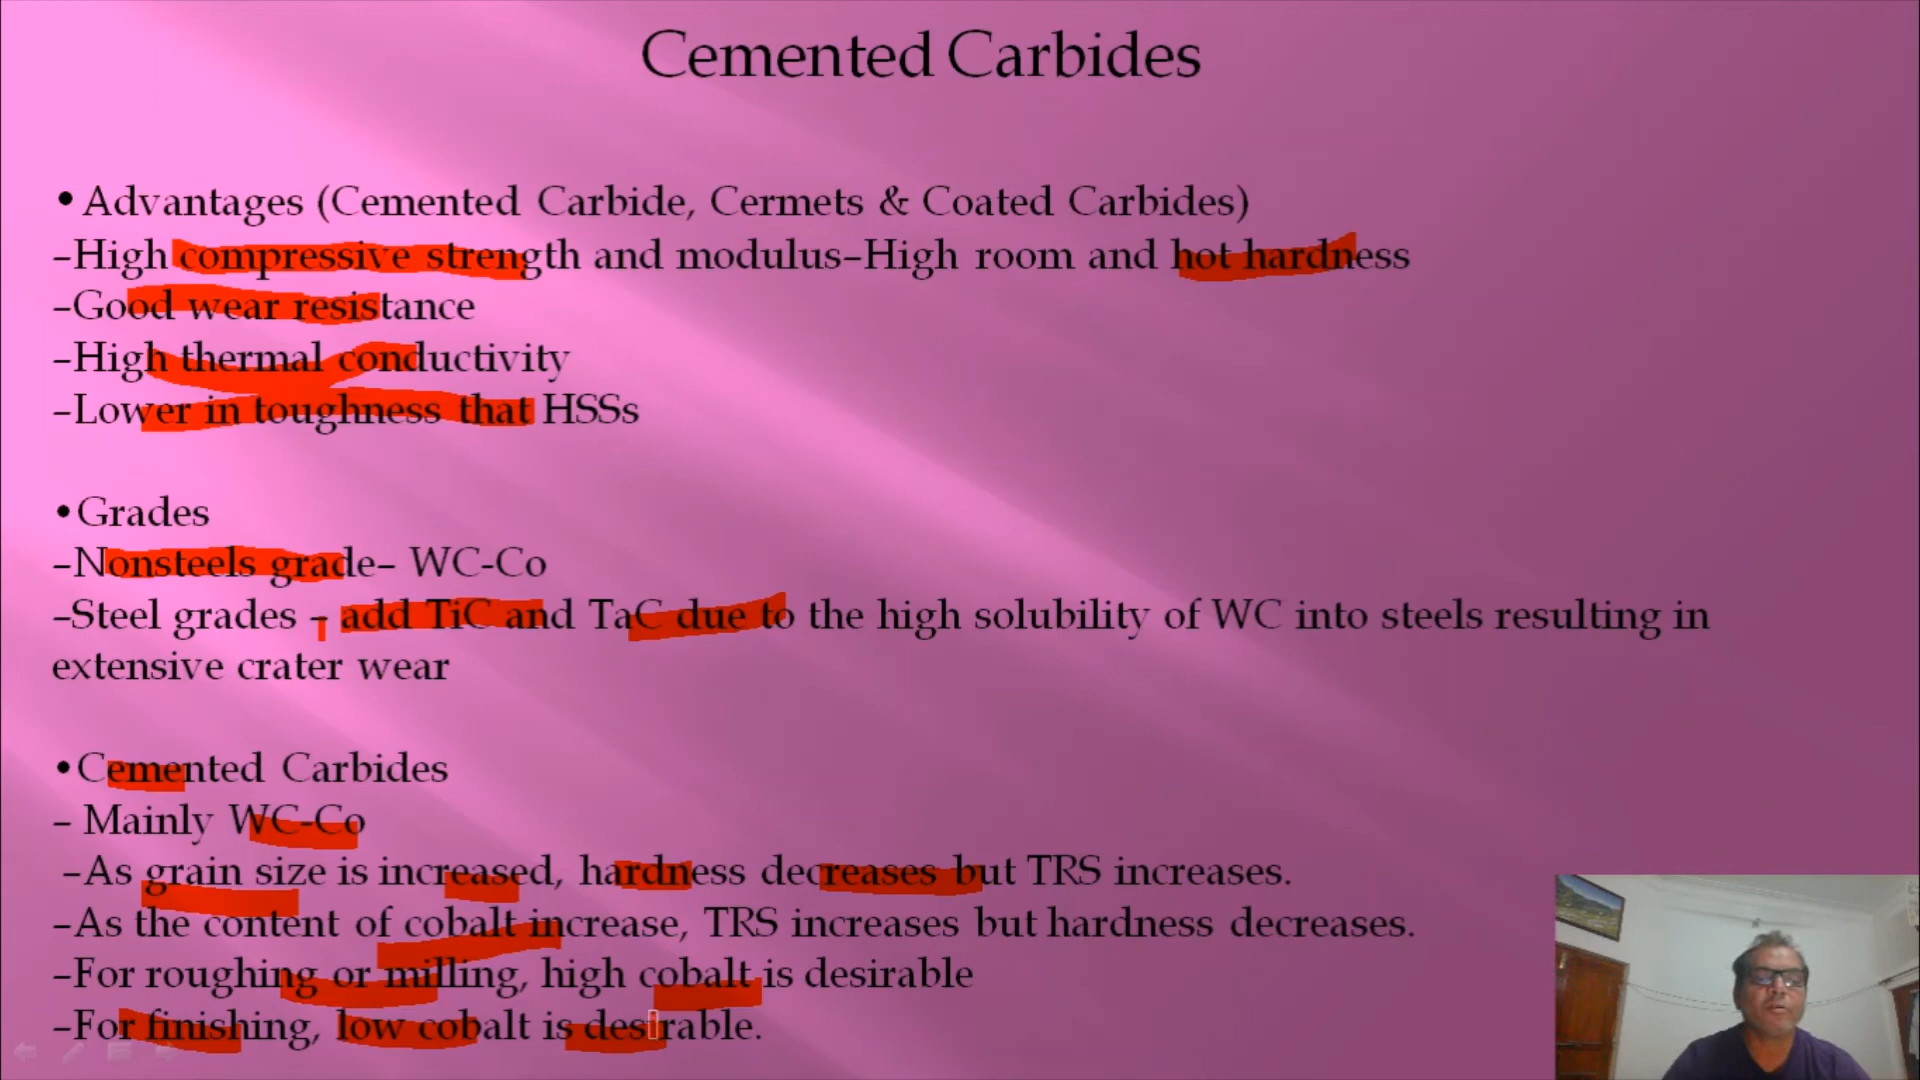 Cemented Carbides
• Advantages (Cemented Carbide, Cermets & Coated Carbides)
–High compressive strength and modulus–High room and hot hardness
–Good wear resistance
–High thermal conductivity
–Lower in toughness that HSSs
•Grades
–Nonsteels grade– WC-Co
–Steel grades – add TiC and TaC due to the high solubility of WC into steels resulting in
extensive crater wear
•Cemented Carbides
– Mainly WC-Co
–As grain size is increased, hardness decreases but TRS increases.
–As the content of cobalt increase, TRS increases but hardness decreases.
–For roughing or milling, high cobalt is desirable
–For finishing, low cobalt is desirable.